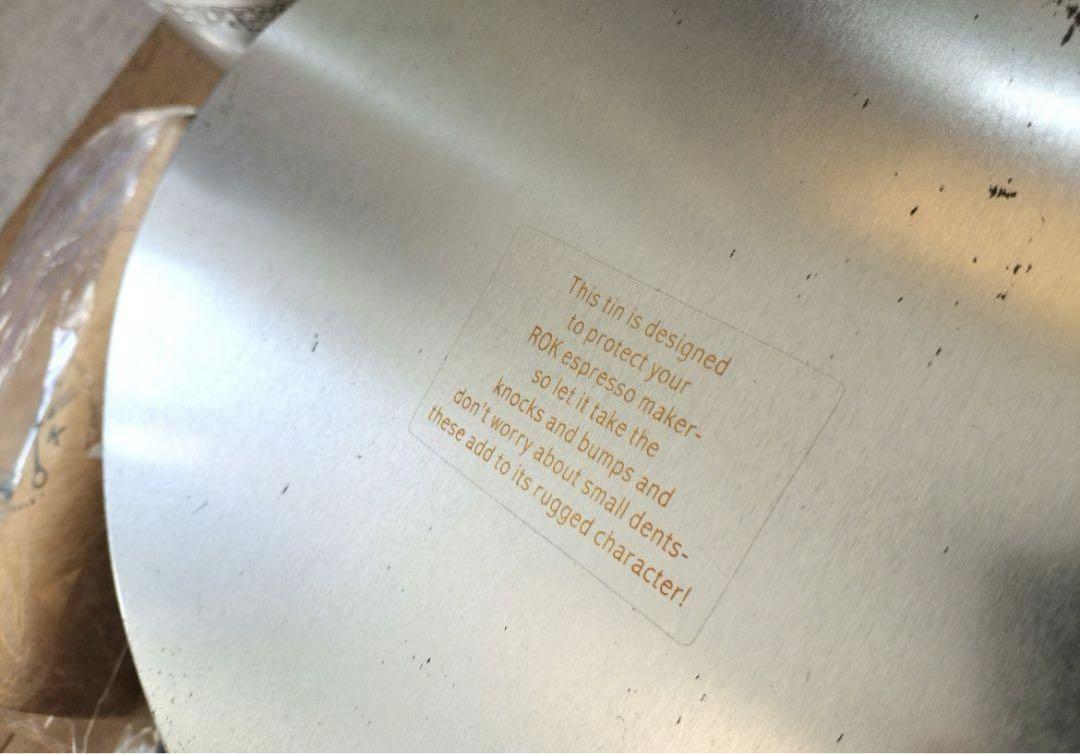 This tin is designed
to protect your
ROK espresso maker-
so let it take the
knocks and bumps and
don't worry about small dents-
these add to its rugged character!